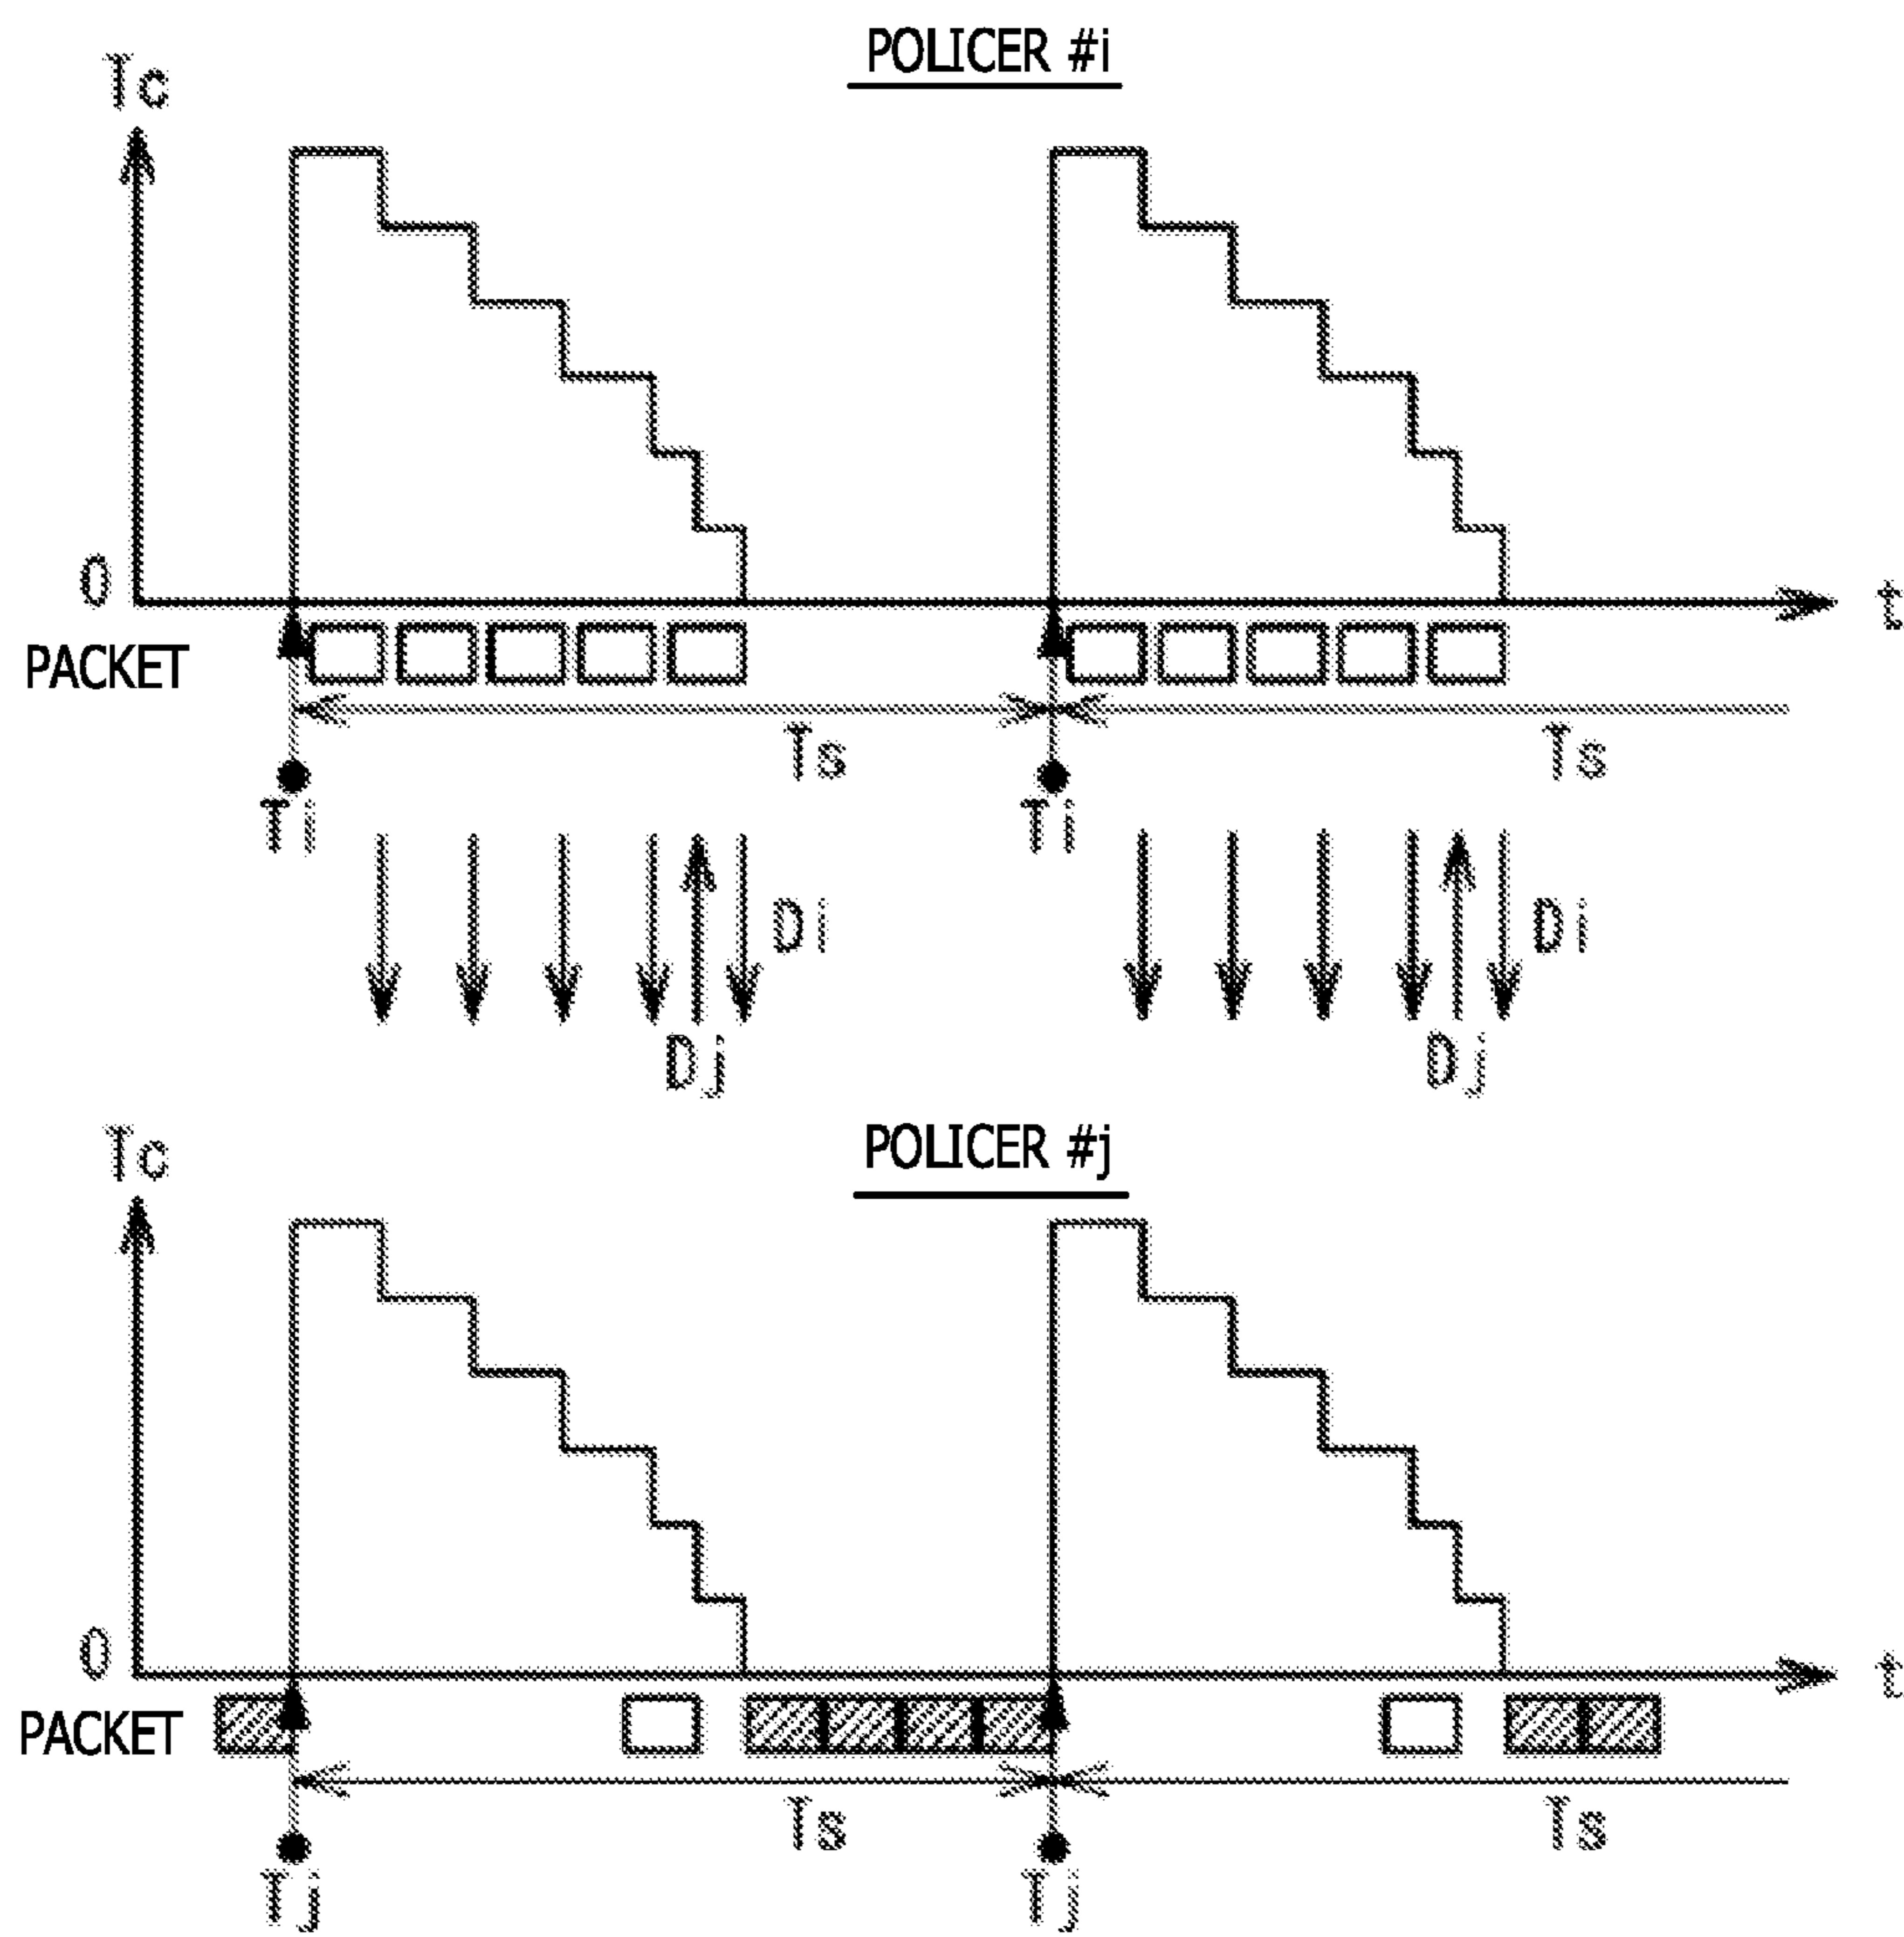 POLICER #i
Tc
0
t
PACKET
Ts
Ts
Ti
Ti
Di
Di
Dj
Dj
POLICER #j
Tc
0
t
PACKET
Ts
Ts
Tj
Tj